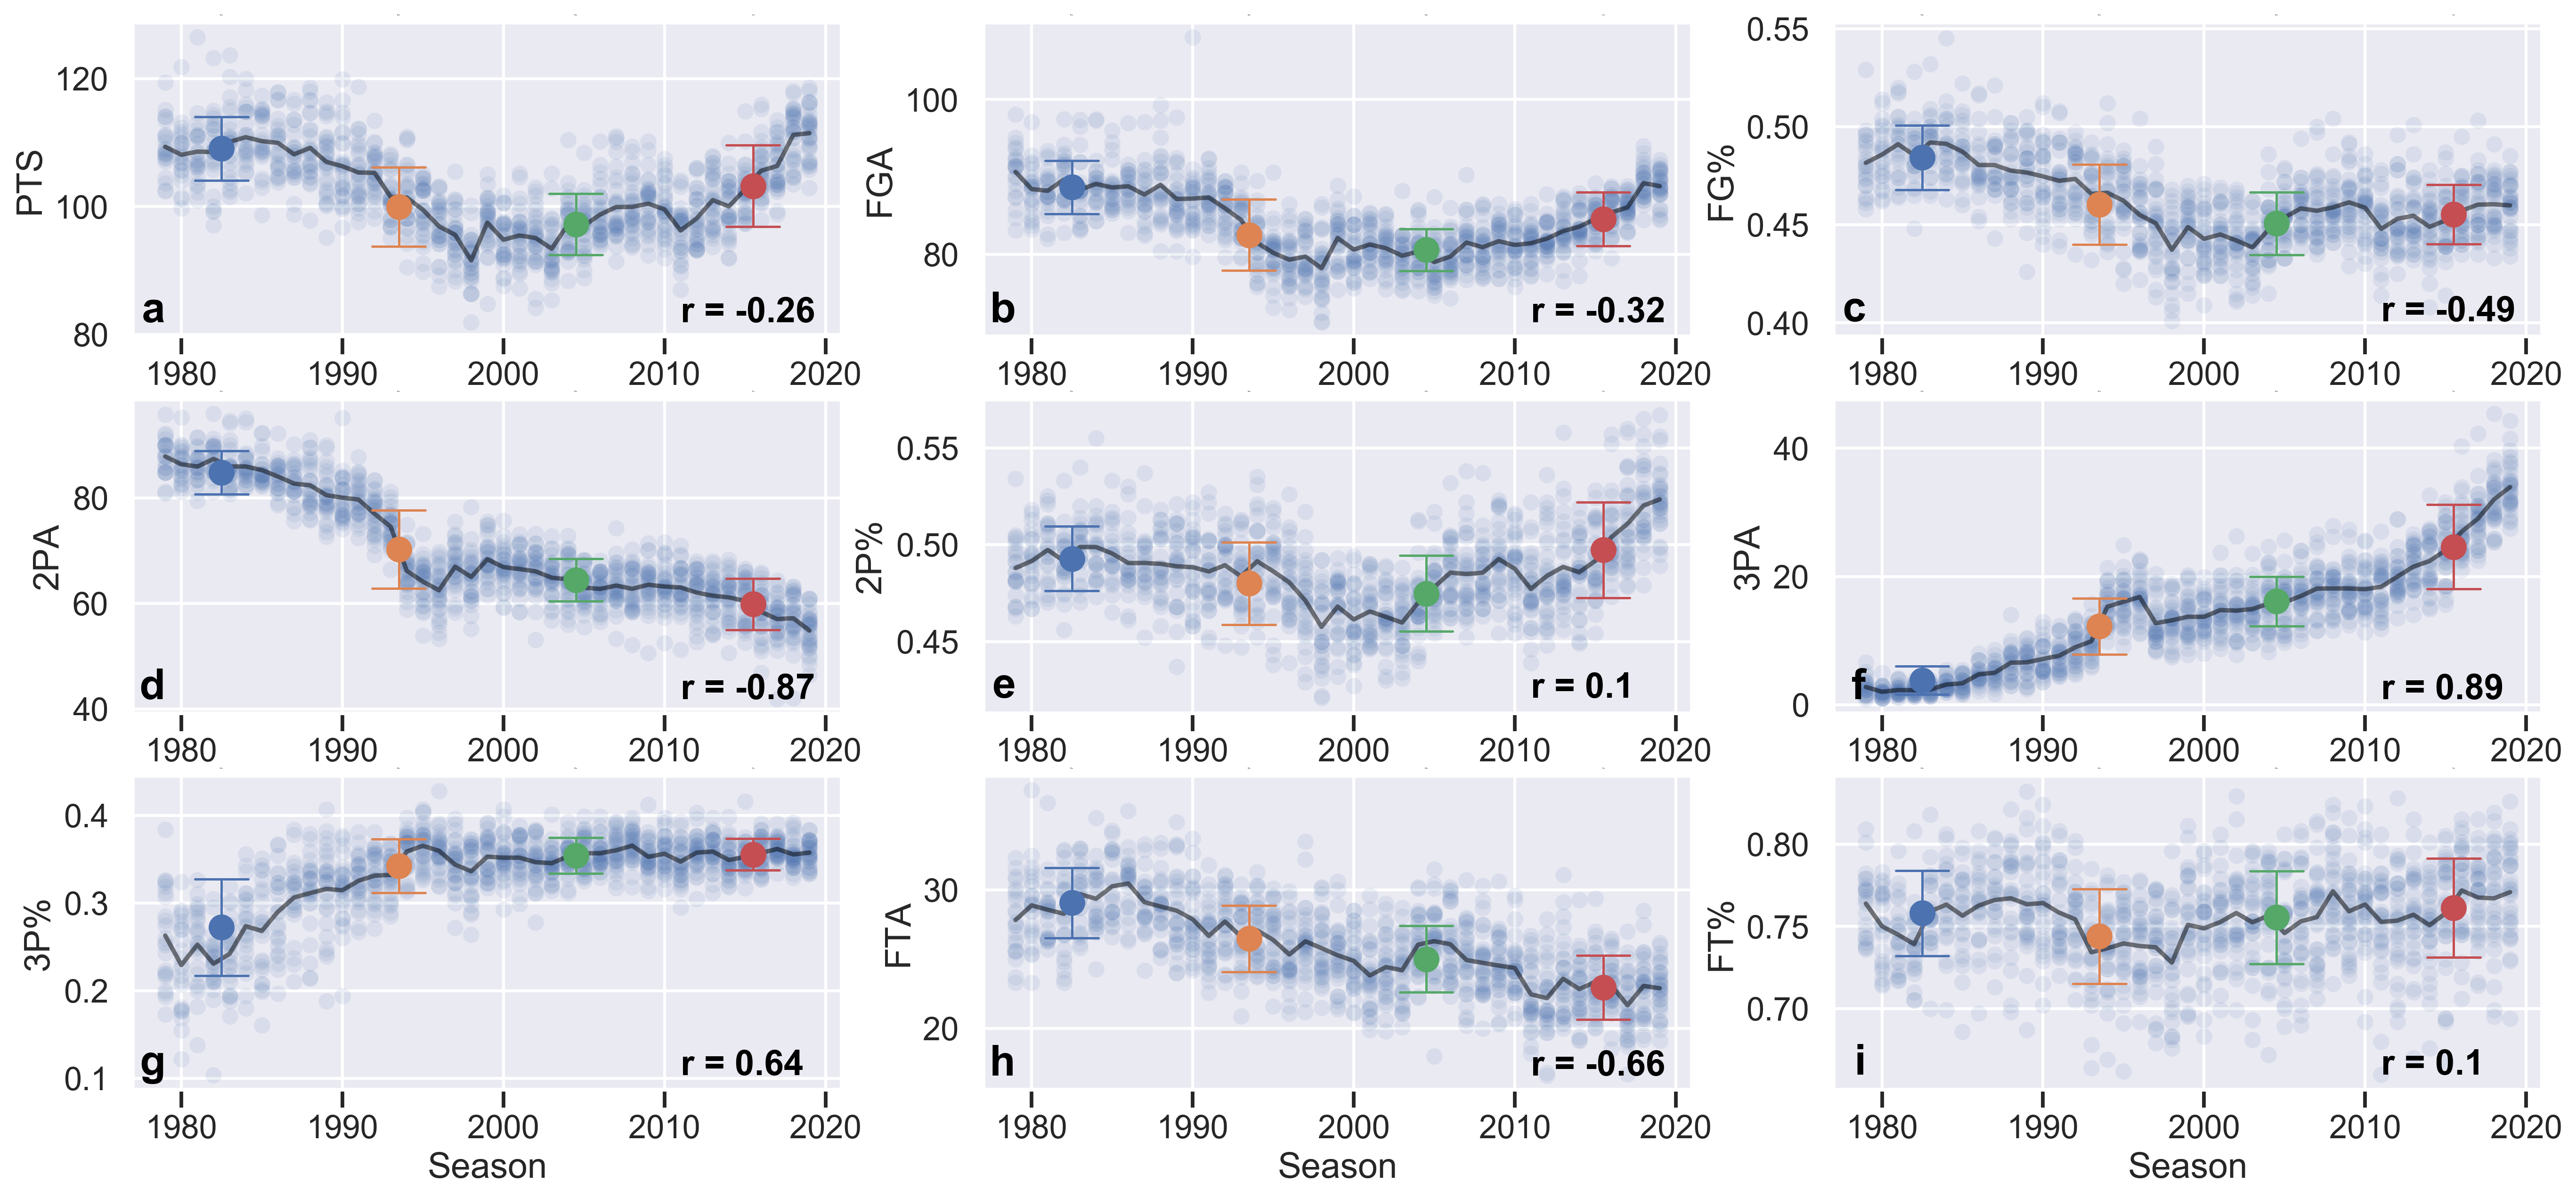 PTS
120
100
80
a
r = -0.26
1980 1990 2000 2010 2020
FGA
100
80
b
r = -0.32
1980 1990 2000 2010 2020
FG%
0.55
0.50
0.45
0.40
c
r = -0.49
1980 1990 2000 2010 2020
2PA
80
60
40
d
r = -0.87
1980 1990 2000 2010 2020
2P%
0.55
0.50
0.45
e
r = 0.1
1980 1990 2000 2010 2020
3PA
40
20
0
f
r = 0.89
1980 1990 2000 2010 2020
3P%
0.4
0.3
0.2
0.1
g
r = 0.64
1980 1990 2000 2010 2020
Season
FTA
30
20
h
r = -0.66
1980 1990 2000 2010 2020
Season
FT%
0.80
0.75
0.70
i
r = 0.1
1980 1990 2000 2010 2020
Season